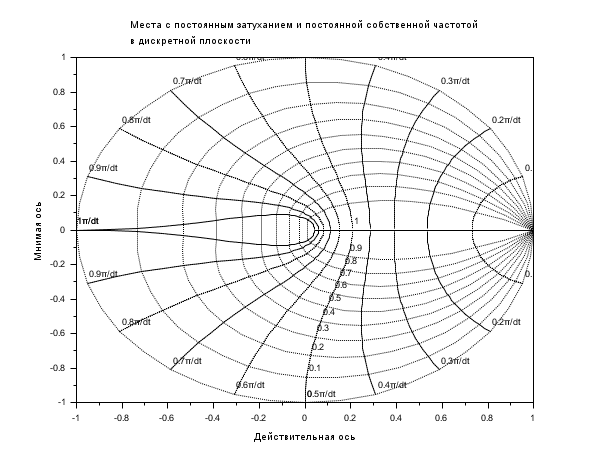 Места с постоянным затуханием и постоянной собственной частотой
в дискретной плоскости
1
0.4π/dt
0.7π/dt
0.3π/dt
0.8
0.8π/dt
0.2π/dt
0.6
0.4
0.9π/dt
0.
0.2
1π/dt
1
0
Мнимая ось
0.9
0.8
-0.2
0.9π/dt
0.7
0.
0.6
0.5
-0.4
0.4
0.8π/dt
0.3
0.2π/dt
-0.6
0.2
0.7π/dt
0.3π/dt
0.1
-0.8
0.6π/dt
0.5π/dt
0.4π/dt
-1
-1 -0.8 -0.6 -0.4 -0.2 0 0.2 0.4 0.6 0.8 1
Действительная ось